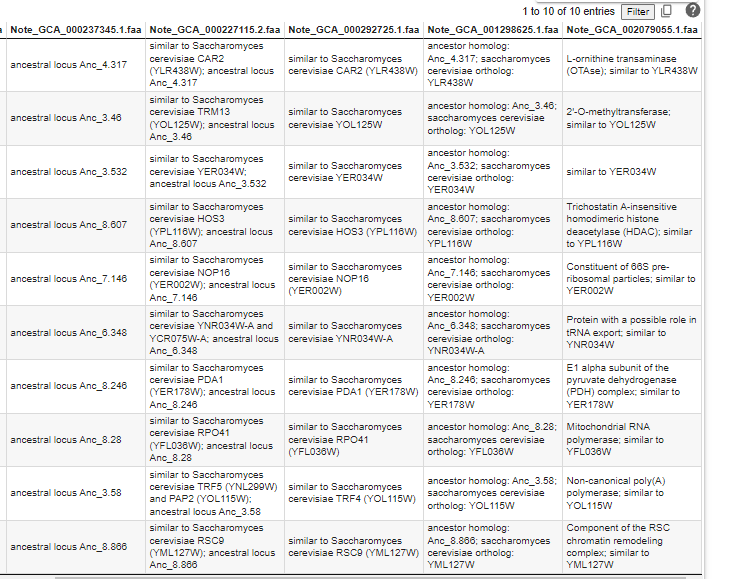 1 to 10 of 10 entries Filter
a Note_GCA_000237345.1.faa Note_GCA_000227115.2.faa Note_GCA_000292725.1.faa Note_GCA_001298625.1.faa Note_GCA_002079055.1.faa
ancestral locus Anc_4.317
similar to Saccharomyces
cerevisiae CAR2
(YLR438W); ancestral locus
Anc_4.317
similar to Saccharomyces
cerevisiae CAR2 (YLR438W)
ancestor homolog:
Anc_4.317; saccharomyces
cerevisiae ortholog:
YLR438W
L-ornithine transaminase
(OTAse); similar to YLR438W
ancestral locus Anc_3.46
similar to Saccharomyces
cerevisiae TRM13
(YOL125W); ancestral locus
Anc_3.46
similar to Saccharomyces
cerevisiae YOL125W
ancestor homolog: Anc_3.46;
saccharomyces cerevisiae
ortholog: YOL125W
2'-O-methyltransferase;
similar to YOL125W
ancestral locus Anc_3.532
similar to Saccharomyces
cerevisiae YER034W;
ancestral locus Anc_3.532
similar to Saccharomyces
cerevisiae YER034W
ancestor homolog:
Anc_3.532; saccharomyces
cerevisiae ortholog:
YER034W
similar to YER034W
ancestral locus Anc_8.607
similar to Saccharomyces
cerevisiae HOS3
(YPL116W); ancestral locus
Anc_8.607
similar to Saccharomyces
cerevisiae HOS3 (YPL116W)
ancestor homolog:
Anc_8.607; saccharomyces
cerevisiae ortholog:
YPL116W
Trichostatin A-insensitive
homodimeric histone
deacetylase (HDAC); similar
to YPL116W
ancestral locus Anc_7.146
similar to Saccharomyces
cerevisiae NOP16
(YER002W); ancestral locus
Anc_7.146
similar to Saccharomyces
cerevisiae NOP16
(YER002W)
ancestor homolog:
Anc_7.146; saccharomyces
cerevisiae ortholog:
YER002W
Constituent of 66S pre-
ribosomal particles; similar to
YER002W
ancestral locus Anc_6.348
similar to Saccharomyces
cerevisiae YNR034W-A and
YCR075W-A; ancestral locus
Anc_6.348
similar to Saccharomyces
cerevisiae YNR034W-A
ancestor homolog:
Anc_6.348; saccharomyces
cerevisiae ortholog:
YNR034W-A
Protein with a possible role in
tRNA export; similar to
YNR034W
ancestral locus Anc_8.246
similar to Saccharomyces
cerevisiae PDA1
(YER178W); ancestral locus
Anc_8.246
similar to Saccharomyces
cerevisiae PDA1 (YER178W)
ancestor homolog:
Anc_8.246; saccharomyces
cerevisiae ortholog:
YER178W
E1 alpha subunit of the
pyruvate dehydrogenase
(PDH) complex; similar to
YER178W
ancestral locus Anc_8.28
similar to Saccharomyces
cerevisiae RPO41
(YFL036W); ancestral locus
Anc_8.28
similar to Saccharomyces
cerevisiae RPO41
(YFL036W)
ancestor homolog: Anc_8.28;
saccharomyces cerevisiae
ortholog: YFL036W
Mitochondrial RNA
polymerase; similar to
YFL036W
ancestral locus Anc_3.58
similar to Saccharomyces
cerevisiae TRF5 (YNL299W)
and PAP2 (YOL115W);
ancestral locus Anc_3.58
similar to Saccharomyces
cerevisiae TRF4 (YOL115W)
ancestor homolog: Anc_3.58;
saccharomyces cerevisiae
ortholog: YOL115W
Non-canonical poly(A)
polymerase; similar to
YOL115W
ancestral locus Anc_8.866
similar to Saccharomyces
cerevisiae RSC9
(YML127W); ancestral locus
Anc_8.866
similar to Saccharomyces
cerevisiae RSC9 (YML127W)
ancestor homolog:
Anc_8.866; saccharomyces
cerevisiae ortholog:
YML127W
Component of the RSC
chromatin remodeling
complex; similar to
YML127W